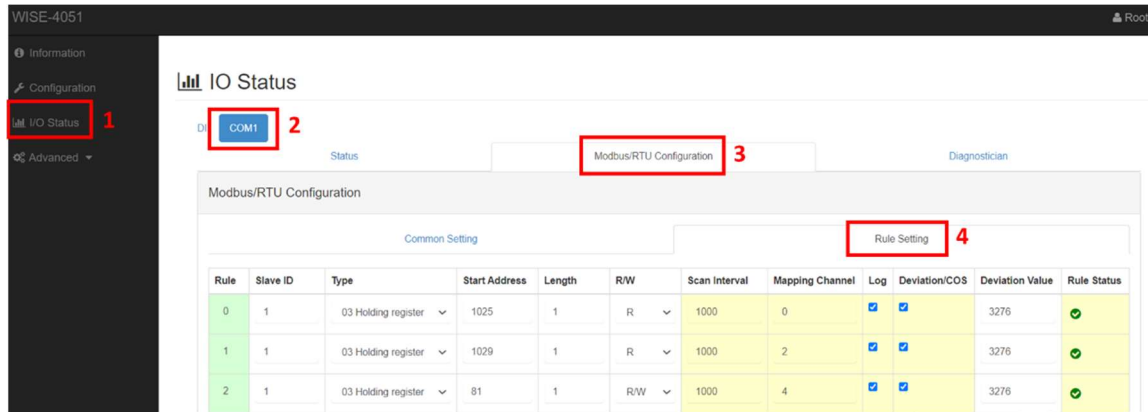 WISE-4051
Root
Information
Configuration
I/O Status 1
Advanced
IO Status
DI COM1 2
Status Modbus/RTU Configuration 3 Diagnostician
Modbus/RTU Configuration
Common Setting Rule Setting 4
Rule Slave ID Type Start Address Length R/W Scan Interval Mapping Channel Log Deviation/COS Deviation Value Rule Status
0 1 03 Holding register 1025 1 R 1000 0 3276
1 1 03 Holding register 1029 1 R 1000 2 3276
2 1 03 Holding register 81 1 R/W 1000 4 3276